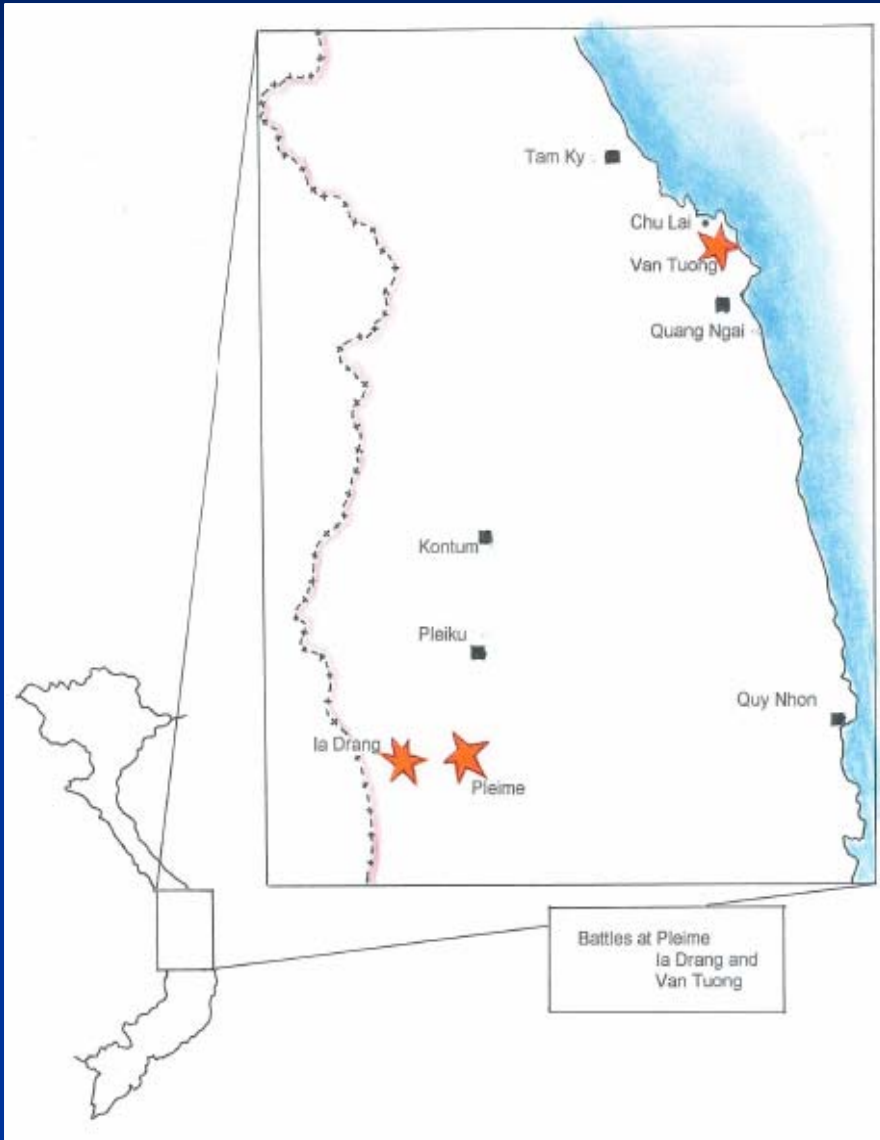 Tam Ky
Chu Lai
Van Tuong
Quang Ngai
Kontum
Pleiku
Quy Nhon
Ia Drang
Pleime
Battles at Pleime
Ia Drang and
Van Tuong